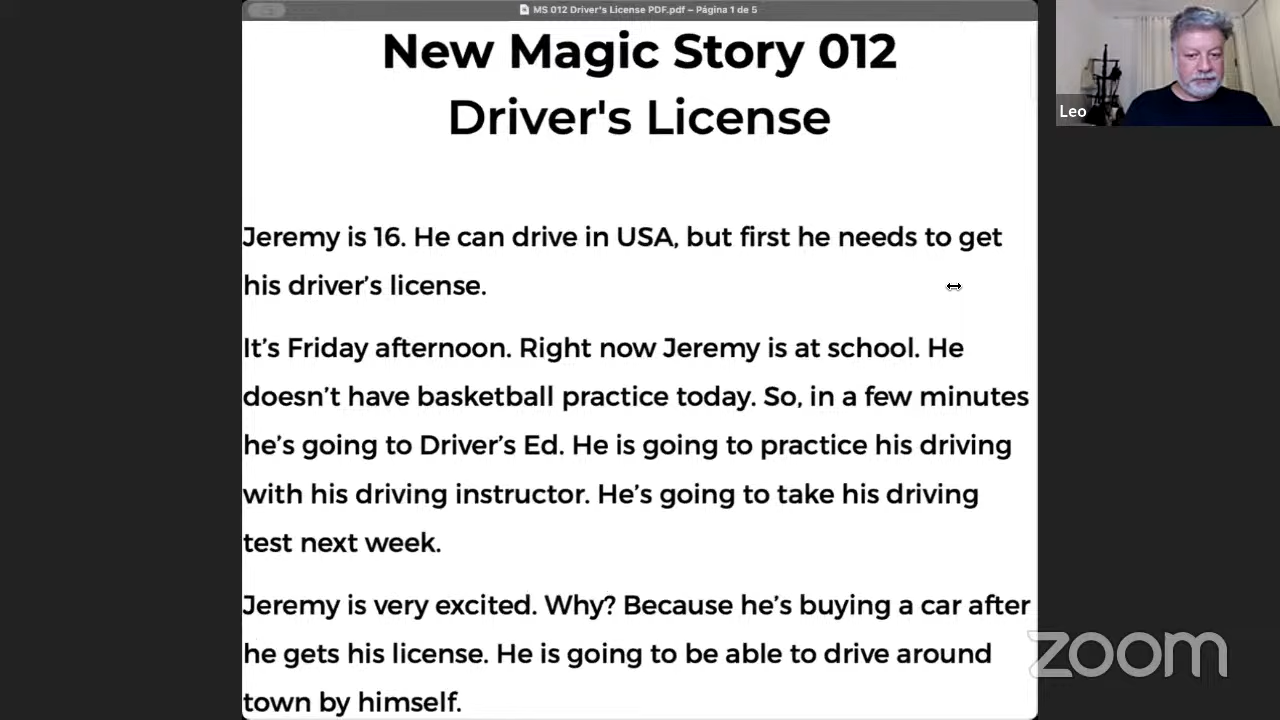 MS 012 Driver's License PDF.pdf – Página 1 de 5
New Magic Story 012
Driver's License
Leo
Jeremy is 16. He can drive in USA, but first he needs to get
his driver's license.
It's Friday afternoon. Right now Jeremy is at school. He
doesn't have basketball practice today. So, in a few minutes
he's going to Driver's Ed. He is going to practice his driving
with his driving instructor. He's going to take his driving
test next week.
Jeremy is very excited. Why? Because he's buying a car after
he gets his license. He is going to be able to drive around
town by himself.
zoom